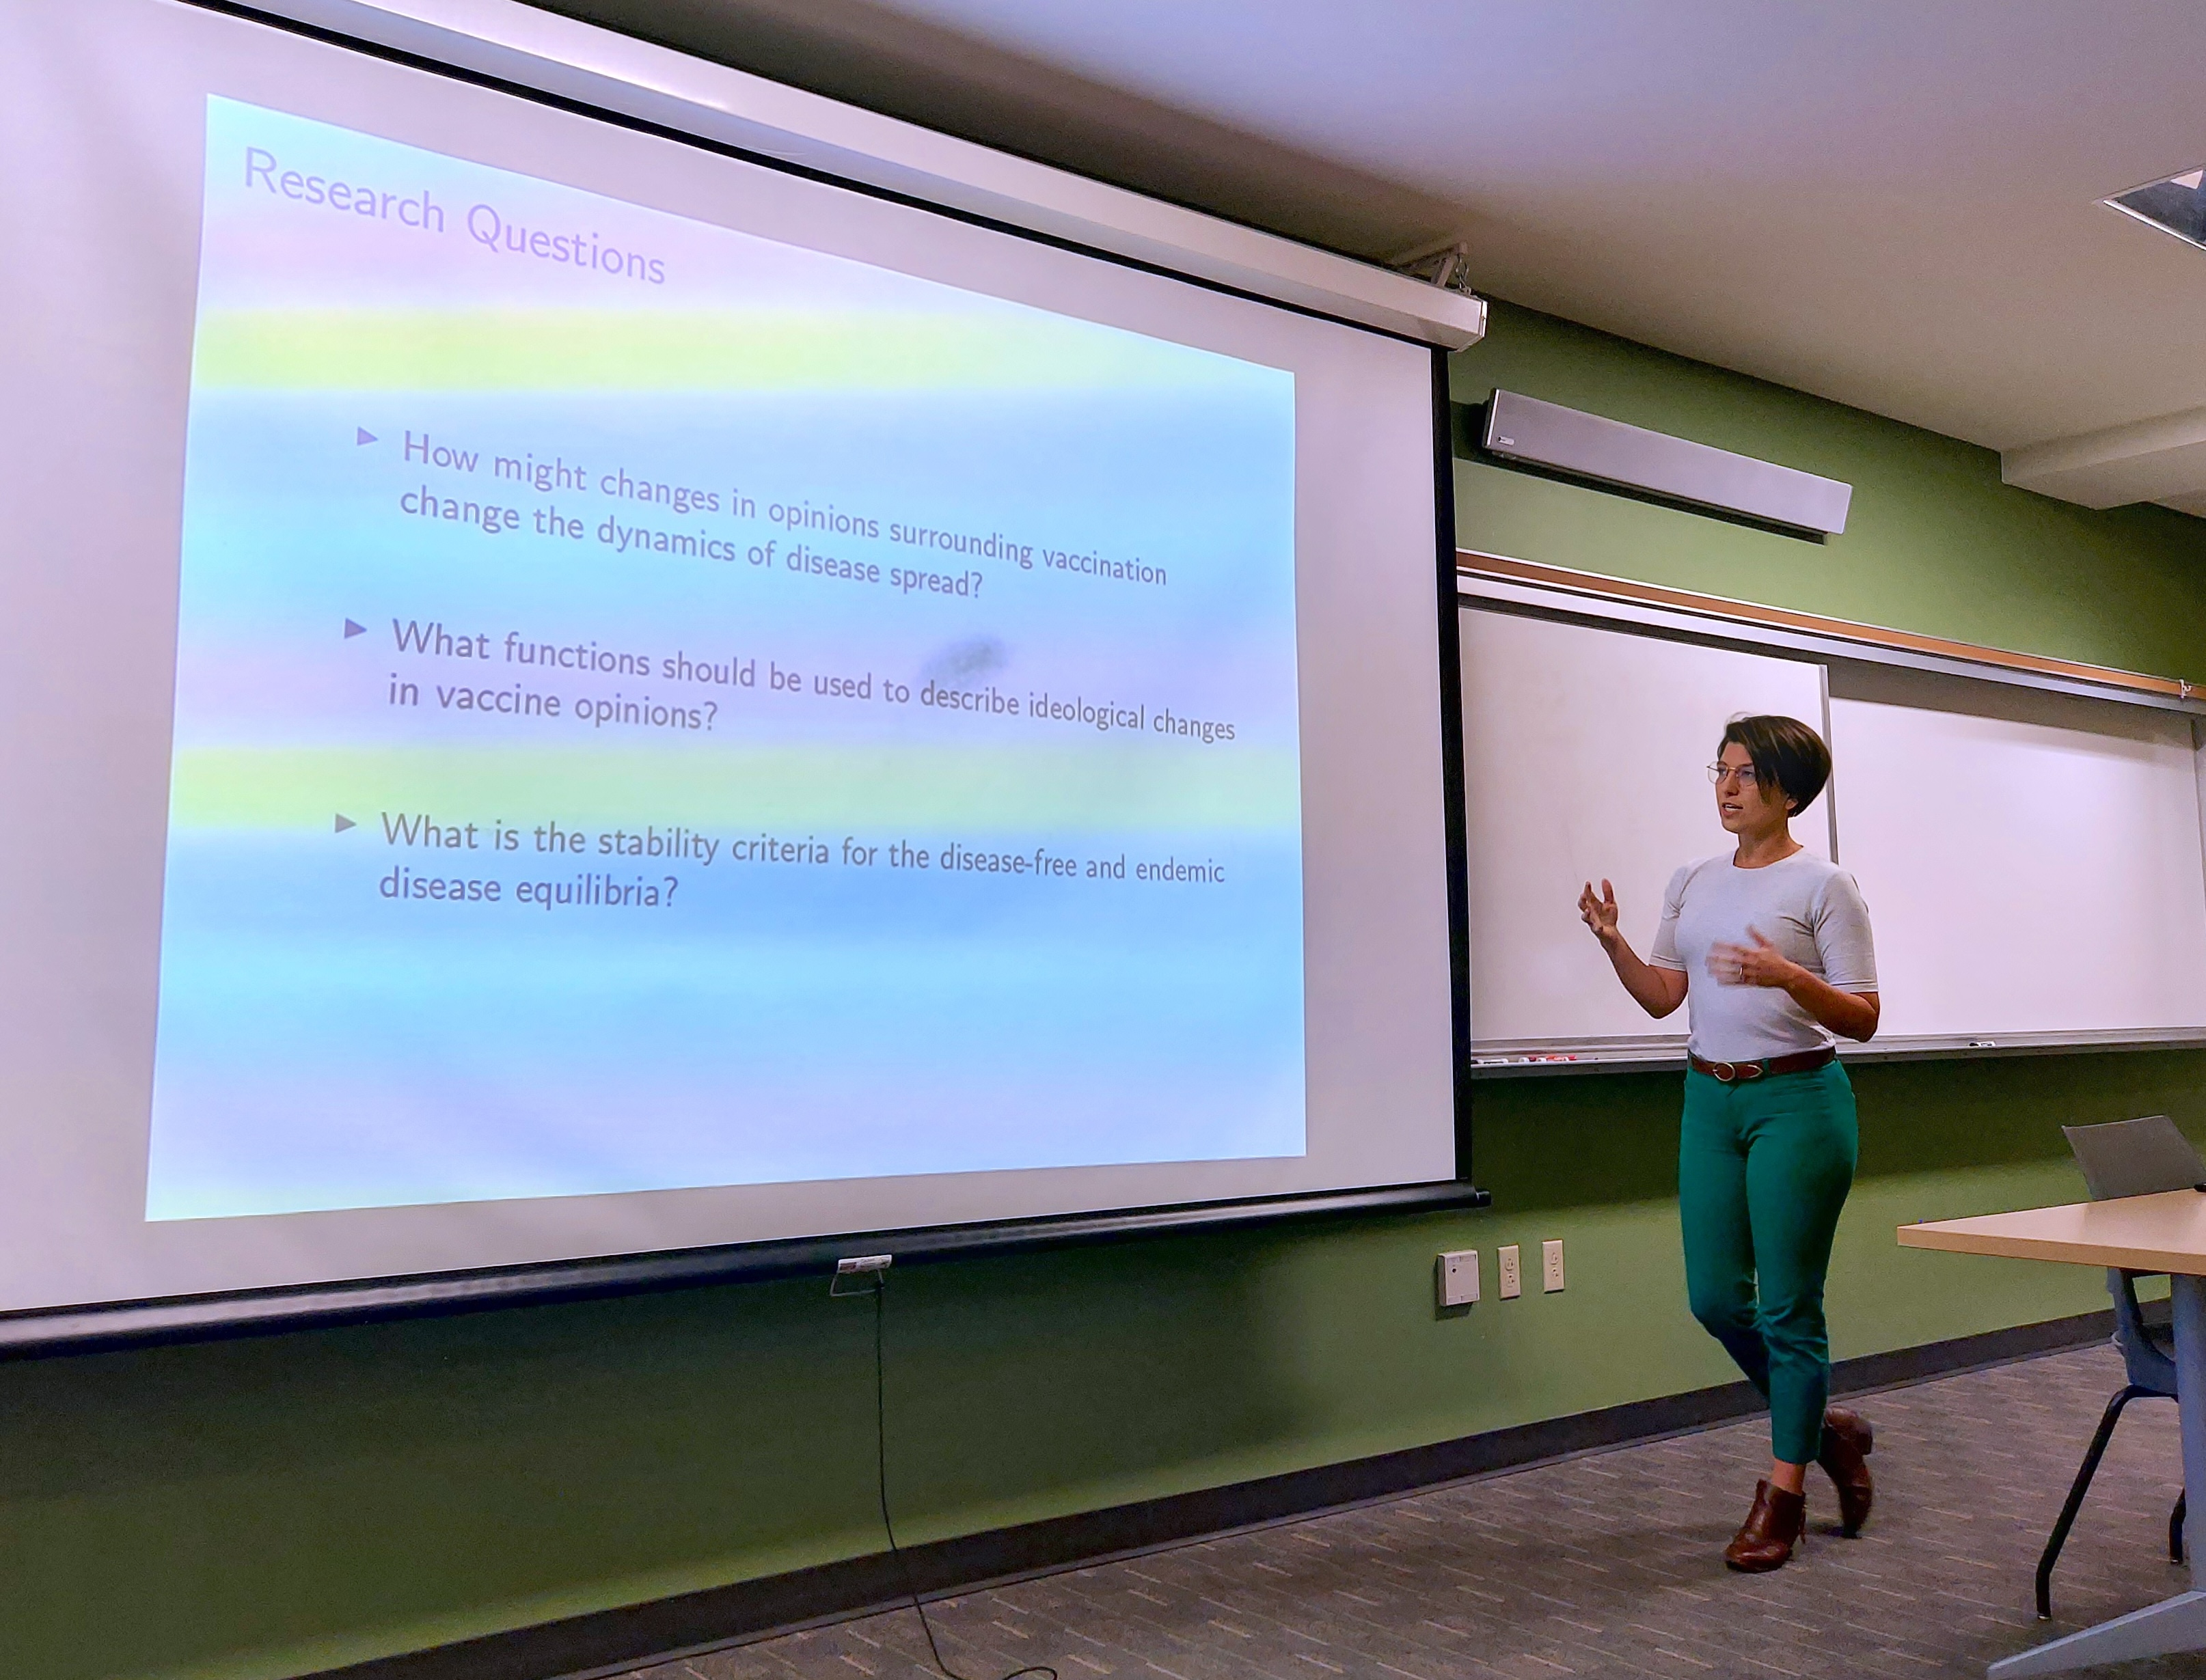 Research Questions
▶ How might changes in opinions surrounding vaccination
change the dynamics of disease spread?
▶ What functions should be used to describe ideological changes
in vaccine opinions?
▶ What is the stability criteria for the disease-free and endemic
disease equilibria?